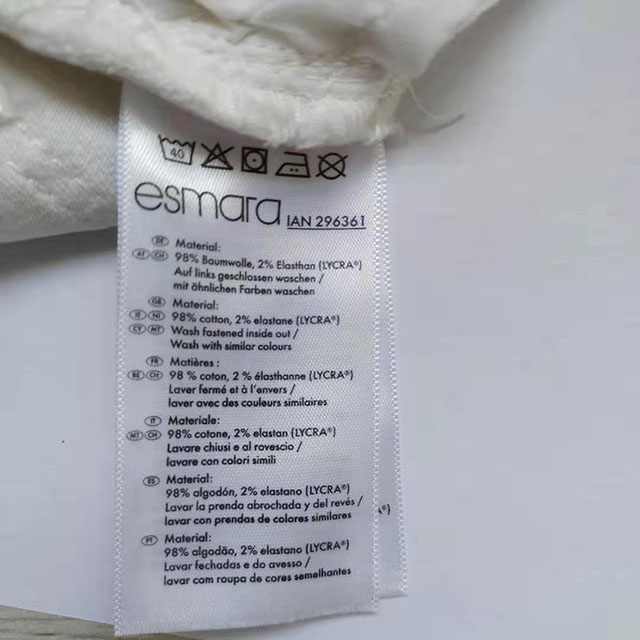 40
esmara IAN 296361
DE Material:
AT CH 98% Baumwolle, 2% Elasthan (LYCRA®)
Auf links geschlossen waschen /
mit ähnlichen Farben waschen
GB Material:
IE NI 98% cotton, 2% elastane (LYCRA®)
CY MT Wash fastened inside out /
Wash with similar colours
FR Matières :
BE CH 98 % coton, 2 % élasthanne (LYCRA®)
Laver fermé et à l'envers /
laver avec des couleurs similaires
IT Materiale:
MT CH 98% cotone, 2% elastan (LYCRA®)
Lavare chiusi e al rovescio /
lavare con colori simili
ES Material:
98% algodón, 2% elastano (LYCRA®)
Lavar la prenda abrochada y del revés /
lavar con prendas de colores similares
PT Material:
98% algodão, 2% elastano (LYCRA®)
Lavar fechadas e do avesso /
lavar com roupa de cores semelhantes